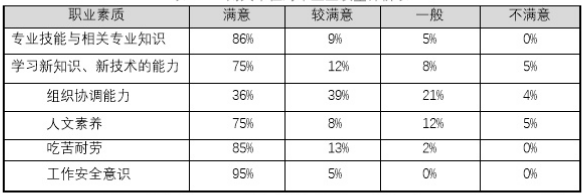 职业素质 满意 较满意 一般 不满意
专业技能与相关专业知识 86% 9% 5% 0%
学习新知识、新技术的能力 75% 12% 8% 5%
组织协调能力 36% 39% 21% 4%
人文素养 75% 8% 12% 5%
吃苦耐劳 85% 13% 2% 0%
工作安全意识 95% 5% 0% 0%